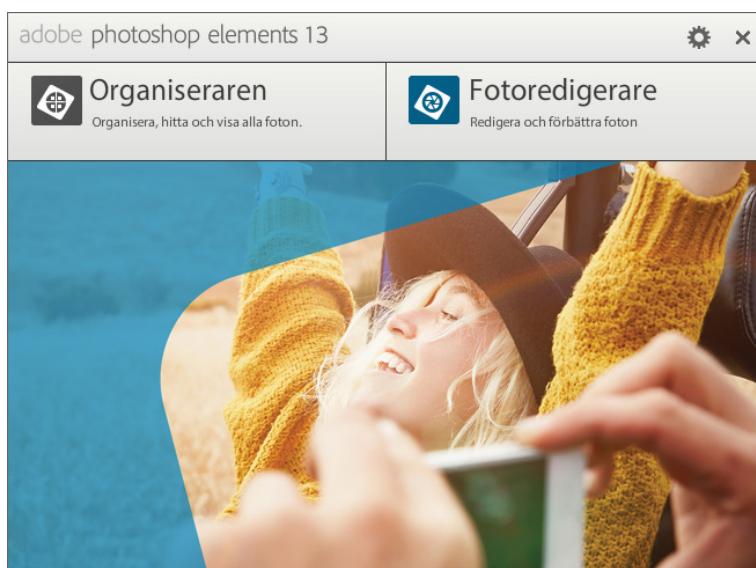 adobe photoshop elements 13
Organiseraren
Organisera, hitta och visa alla foton.
Fotoredigerare
Redigera och förbättra foton